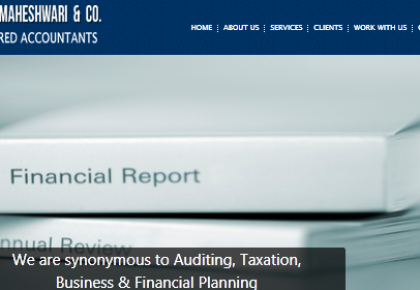 MAHESHWARI & CO.
RED ACCOUNTANTS
HOME
ABOUT US
SERVICES
CLIENTS
WORK WITH US
Financial Report
nnual Review
We are synonymous to Auditing, Taxation,
Business & Financial Planning